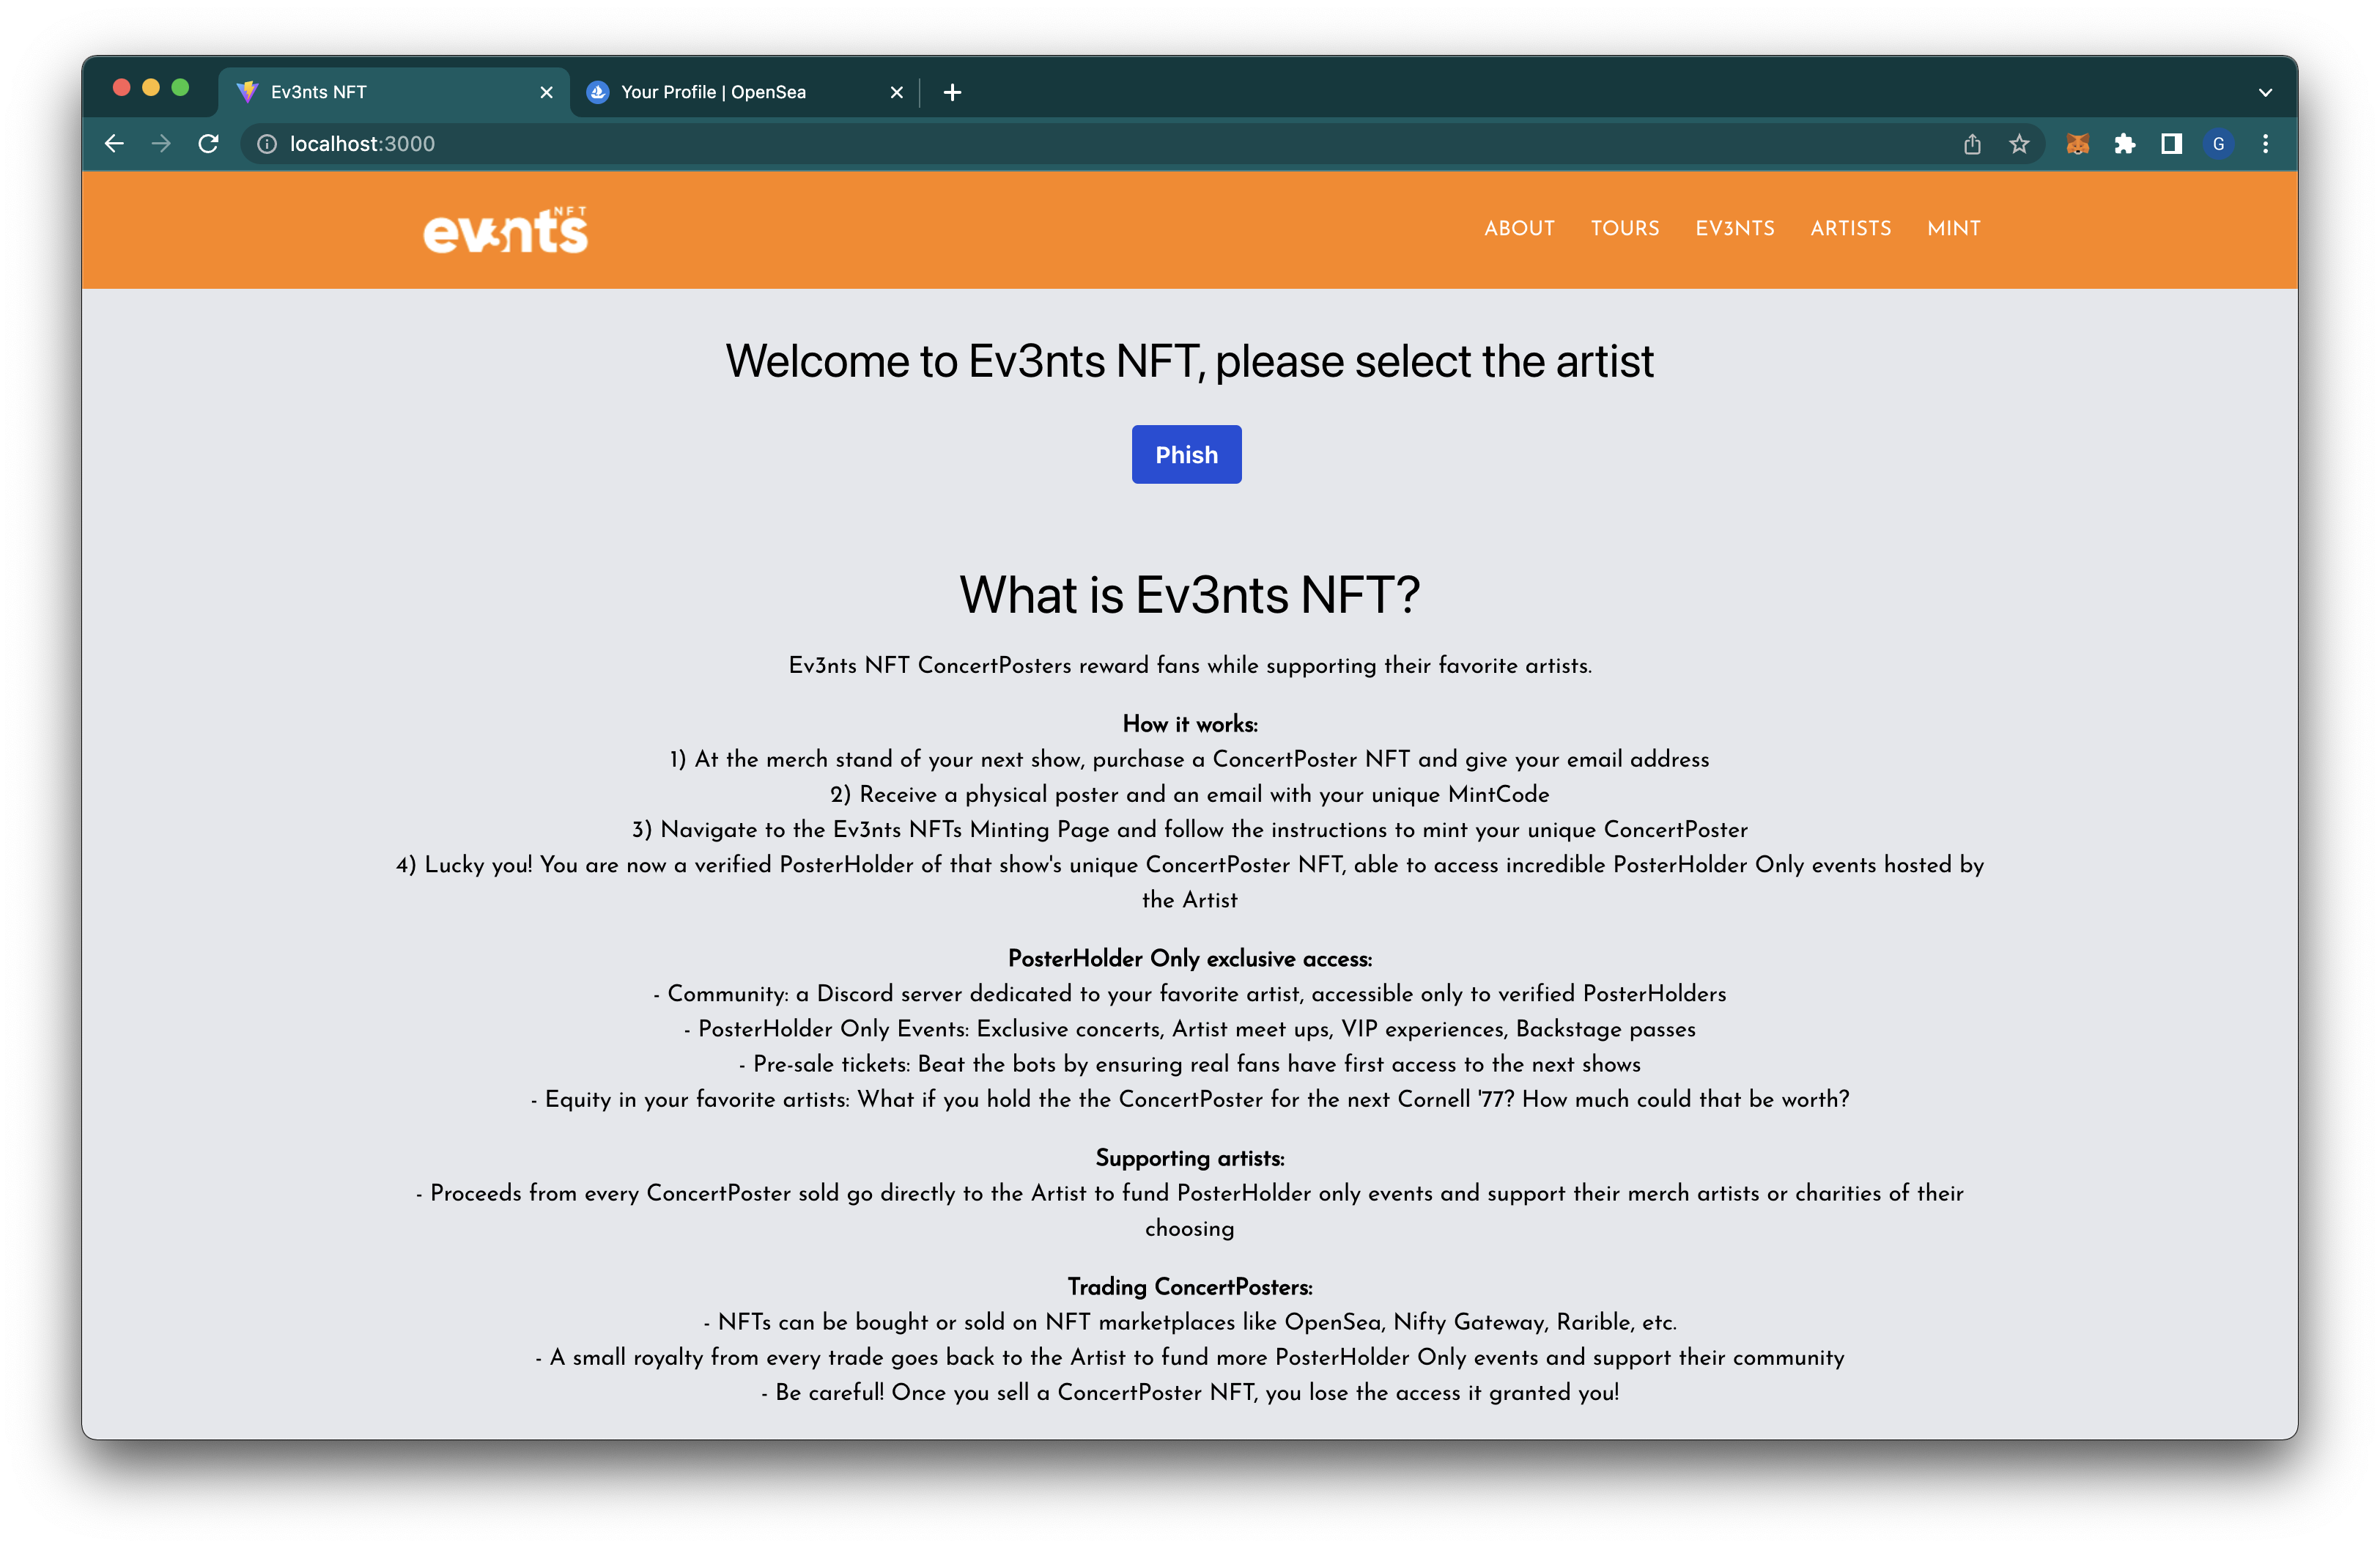 Ev3nts NFT
Your Profile | OpenSea
localhost:3000
G
ev3nts NFT
ABOUT TOURS EV3NTS ARTISTS MINT
Welcome to Ev3nts NFT, please select the artist
Phish
What is Ev3nts NFT?
Ev3nts NFT ConcertPosters reward fans while supporting their favorite artists.
How it works:
1) At the merch stand of your next show, purchase a ConcertPoster NFT and give your email address
2) Receive a physical poster and an email with your unique MintCode
3) Navigate to the Ev3nts NFTs Minting Page and follow the instructions to mint your unique ConcertPoster
4) Lucky you! You are now a verified PosterHolder of that show's unique ConcertPoster NFT, able to access incredible PosterHolder Only events hosted by
the Artist
PosterHolder Only exclusive access:
- Community: a Discord server dedicated to your favorite artist, accessible only to verified PosterHolders
- PosterHolder Only Events: Exclusive concerts, Artist meet ups, VIP experiences, Backstage passes
- Pre-sale tickets: Beat the bots by ensuring real fans have first access to the next shows
- Equity in your favorite artists: What if you hold the the ConcertPoster for the next Cornell '77? How much could that be worth?
Supporting artists:
- Proceeds from every ConcertPoster sold go directly to the Artist to fund PosterHolder only events and support their merch artists or charities of their
choosing
Trading ConcertPosters:
- NFTs can be bought or sold on NFT marketplaces like OpenSea, Nifty Gateway, Rarible, etc.
- A small royalty from every trade goes back to the Artist to fund more PosterHolder Only events and support their community
- Be careful! Once you sell a ConcertPoster NFT, you lose the access it granted you!